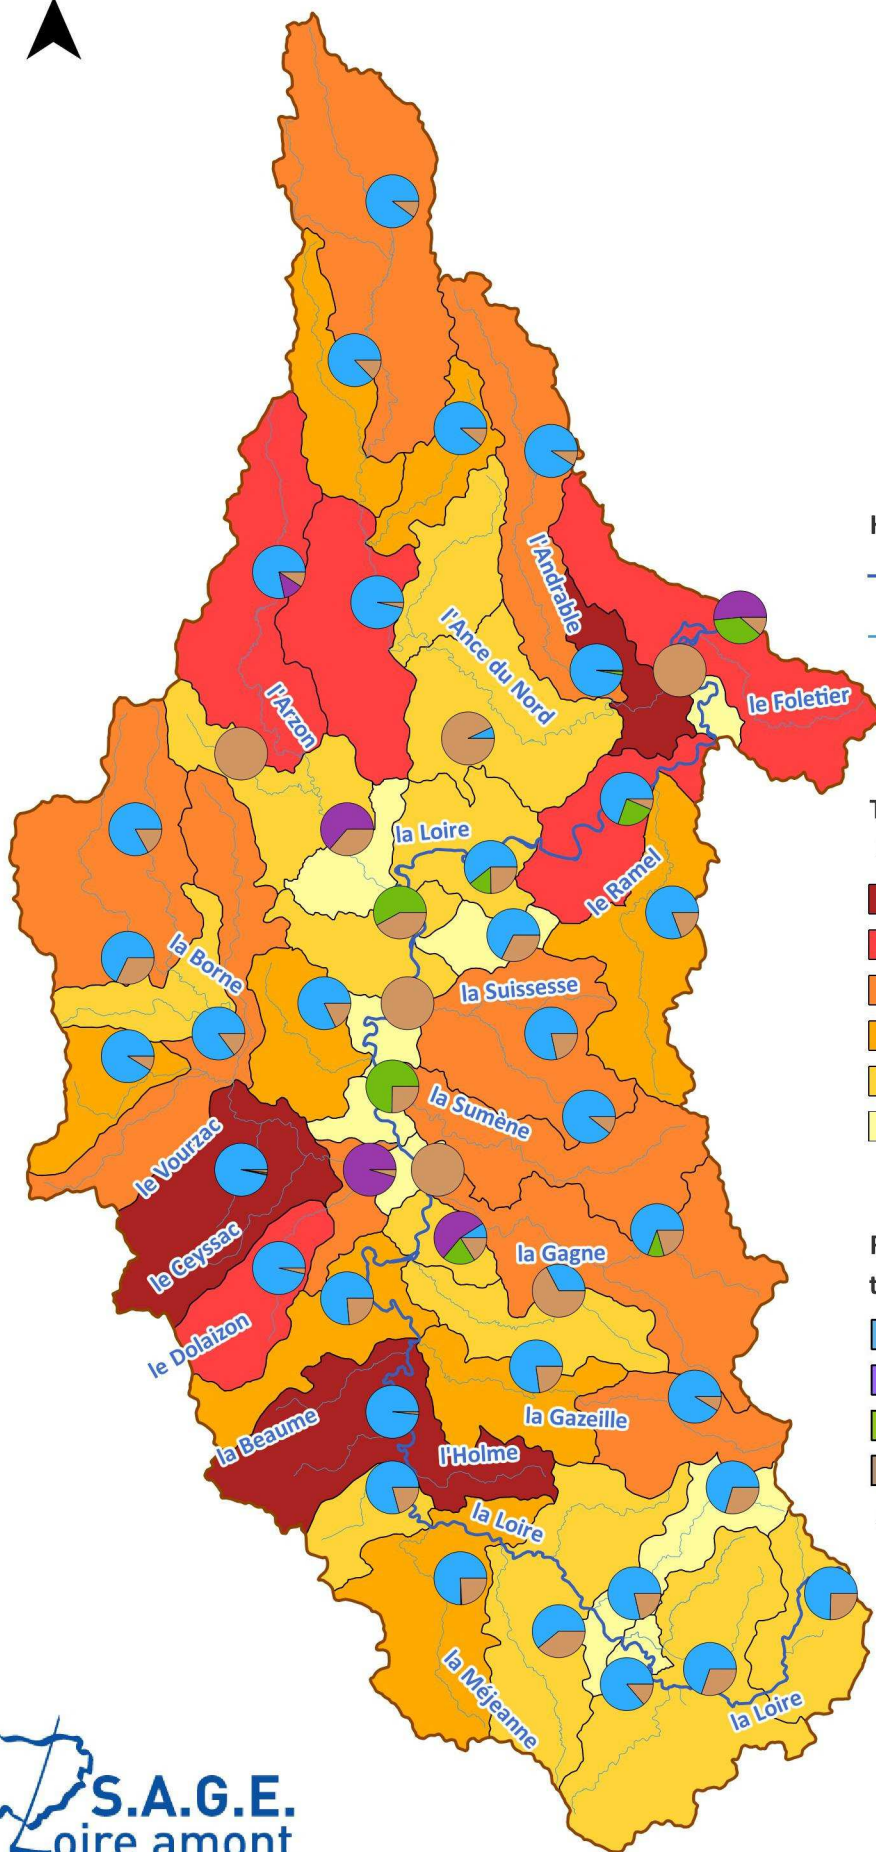 l'Andrable
l'Ance du Nord
le Foletier
l'Arzon
la Loire
le Ramel
la Borne
la Suissesse
la Sumène
le Vourzac
le Ceyssac
la Gagne
le Dolaizon
la Gazeille
la Beaume
l'Holme
la Loire
la Méjeanne
la Loire
S.A.G.E.
Loire amont